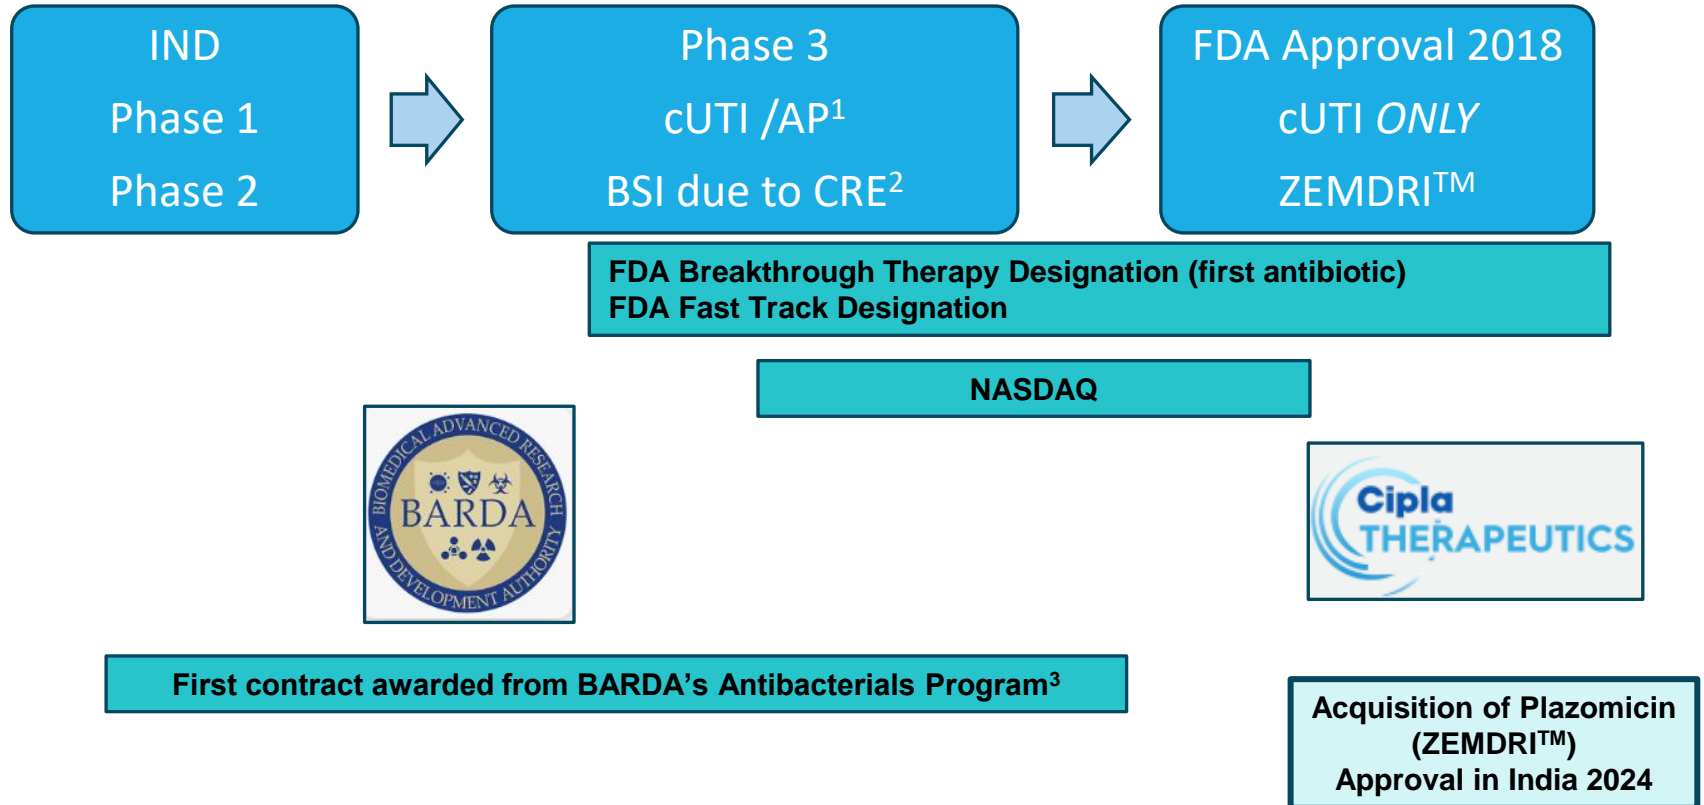 IND
Phase 1
Phase 2
Phase 3
cUTI /AP¹
BSI due to CRE²
FDA Approval 2018
cUTI ONLY
ZEMDRI™
FDA Breakthrough Therapy Designation (first antibiotic)
FDA Fast Track Designation
NASDAQ
BIOMEDICAL ADVANCED RESEARCH
AND DEVELOPMENT AUTHORITY
BARDA
Cipla
THERAPEUTICS
First contract awarded from BARDA's Antibacterials Program³
Acquisition of Plazomicin
(ZEMDRI™)
Approval in India 2024